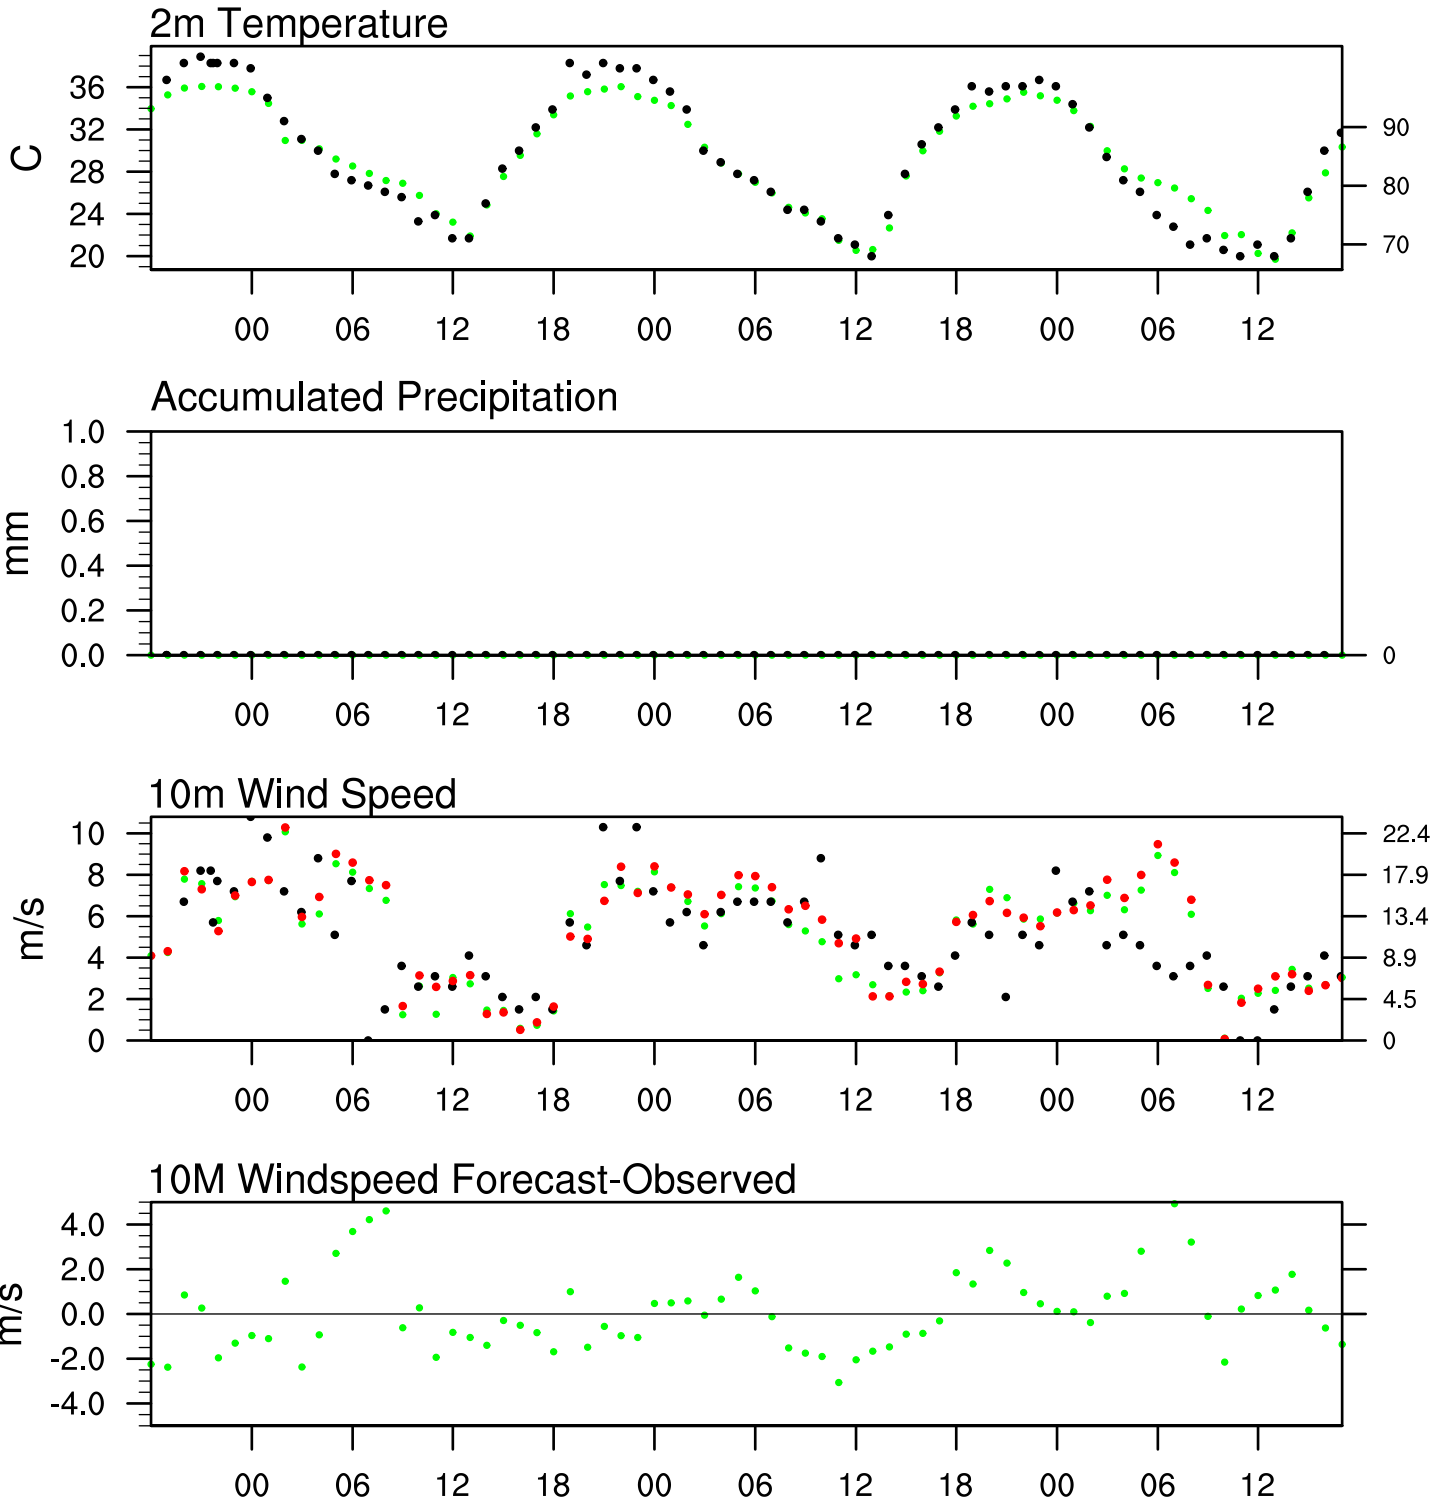 2m Temperature
C
36
32
28
24
20
90
80
70
00 06 12 18 00 06 12 18 00 06 12
Accumulated Precipitation
mm
1.0
0.8
0.6
0.4
0.2
0.0
0
00 06 12 18 00 06 12 18 00 06 12
10m Wind Speed
m/s
10
8
6
4
2
0
22.4
17.9
13.4
8.9
4.5
0
00 06 12 18 00 06 12 18 00 06 12
10M Windspeed Forecast-Observed
m/s
4.0
2.0
0.0
-2.0
-4.0
00 06 12 18 00 06 12 18 00 06 12